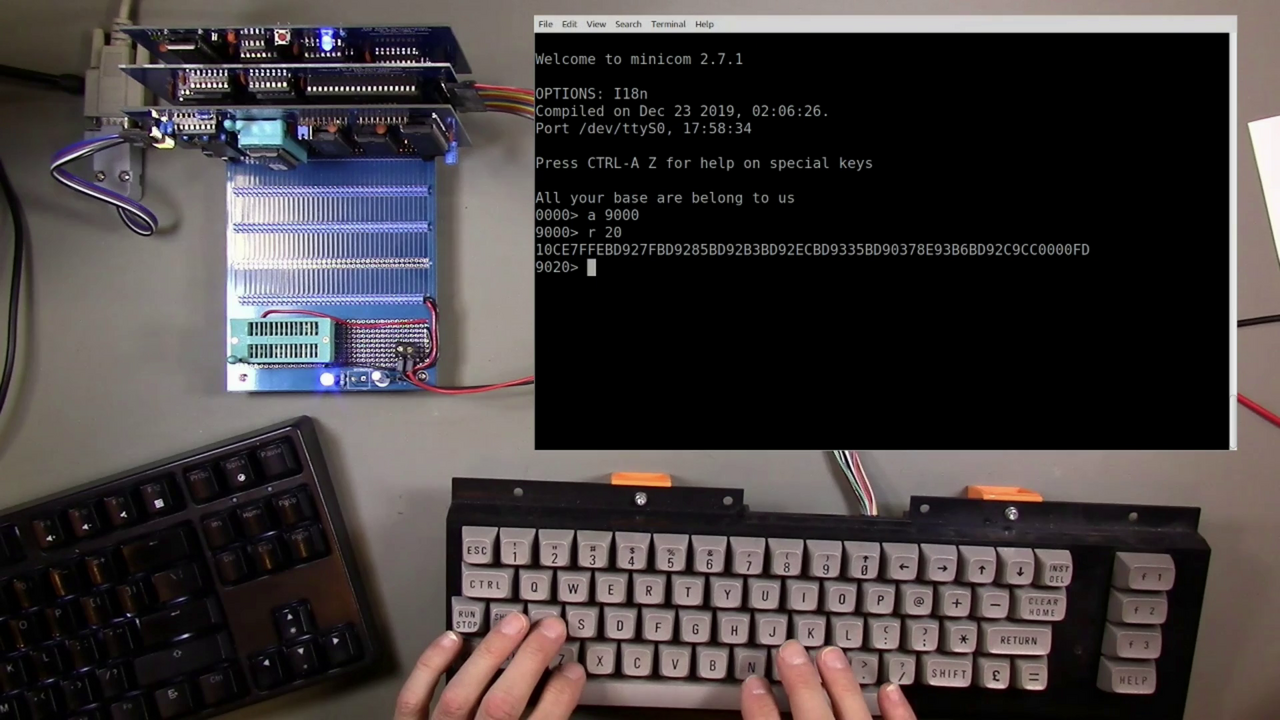 File Edit View Search Terminal Help
Welcome to minicom 2.7.1
OPTIONS: I18n
Compiled on Dec 23 2019, 02:06:26.
Port /dev/ttyS0, 17:58:34
Press CTRL-A Z for help on special keys
All your base are belong to us
0000> a 9000
9000> r 20
10CE7FFEBD927FBD9285BD92B3BD92ECBD9335BD90378E93B6BD92C9CC0000FD
9020>
ESC ! 1 " 2 # 3 $ 4 % 5 & 6 ' 7 ( 8 ) 9 ↑ 0 ← → ↑ ↓ INST DEL
f 1
CTRL Q W E R T Y U I O P @ + - CLEAR HOME
f 2
RUN STOP S D F G H J K L : ; * RETURN
f 3
X C V B N > / SHIFT £ =
HELP